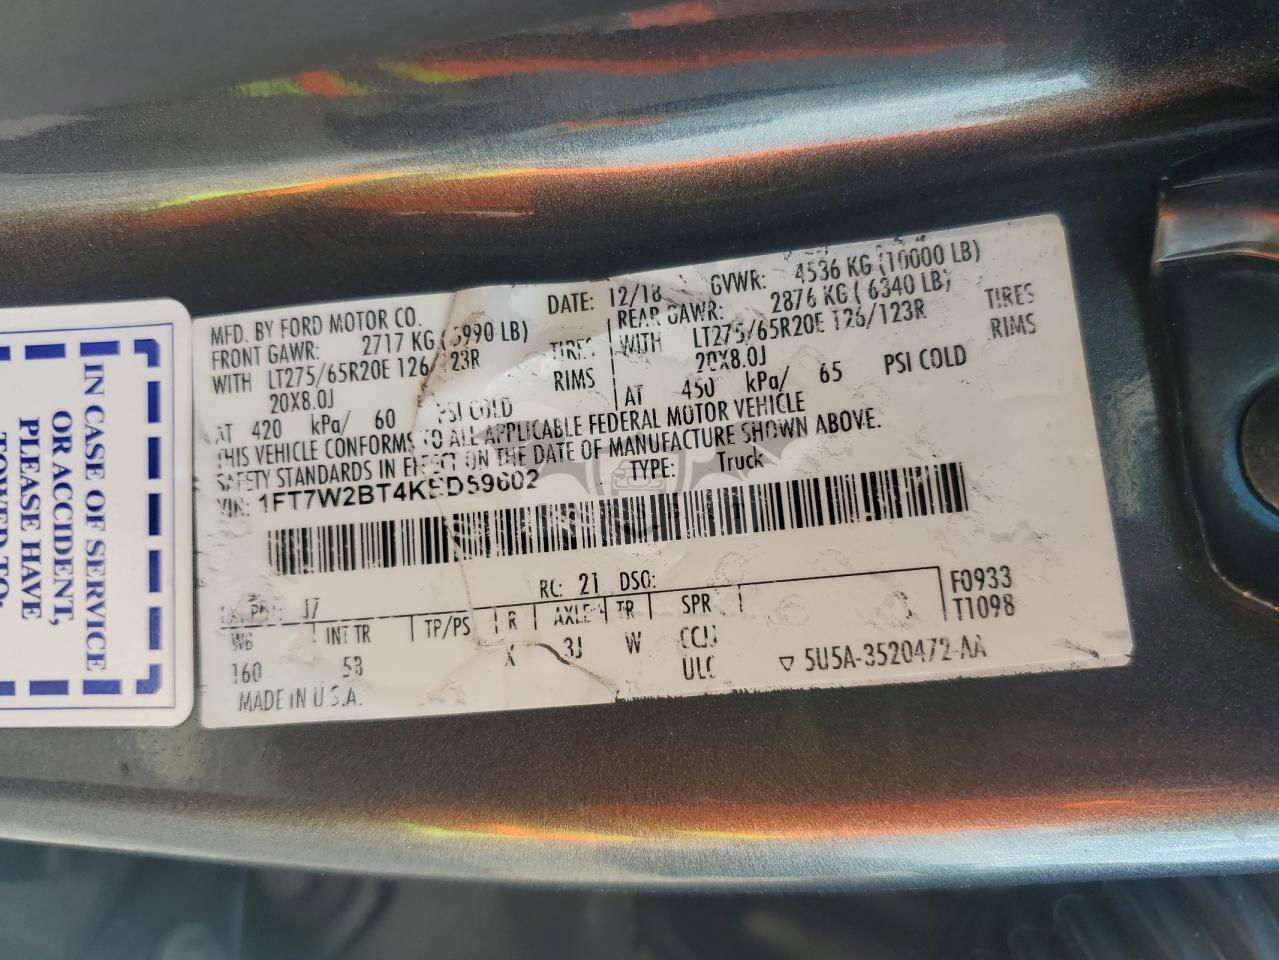 MFD. BY FORD MOTOR CO.
DATE: 12/18
GVWR: 4536 KG (10000 LB)
FRONT GAWR: 2717 KG (5990 LB)
REAR GAWR: 2876 KG ( 6340 LB)
WITH LT275/65R20E 126/123R TIRES
WITH LT275/65R20E 126/123R TIRES
20X8.0J RIMS
20X8.0J RIMS
AT 420 kPa/ 60 PSI COLD
AT 450 kPa/ 65 PSI COLD
THIS VEHICLE CONFORMS TO ALL APPLICABLE FEDERAL MOTOR VEHICLE
SAFETY STANDARDS IN EFFECT ON THE DATE OF MANUFACTURE SHOWN ABOVE.
VIN: 1FT7W2BT4KED59602
TYPE: Truck
RC: 21 DSO:
F0933
T1098
J7
WB INT TR TP/PS R AXLE TR SPR
160 X 3J W
5U5A-3520472-AA
MADE IN U.S.A.
IN CASE OF SERVICE
OR ACCIDENT,
PLEASE HAVE
TOWED TO: